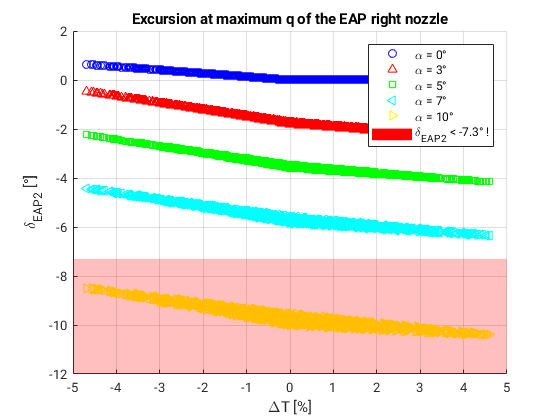 Excursion at maximum q of the EAP right nozzle
2
0
-2
-4
-6
-8
-10
-12
δEAP2 [°]
-5 -4 -3 -2 -1 0 1 2 3 4 5
ΔT [%]
α = 0°
α = 3°
α = 5°
α = 7°
α = 10°
δEAP2 < -7.3° !